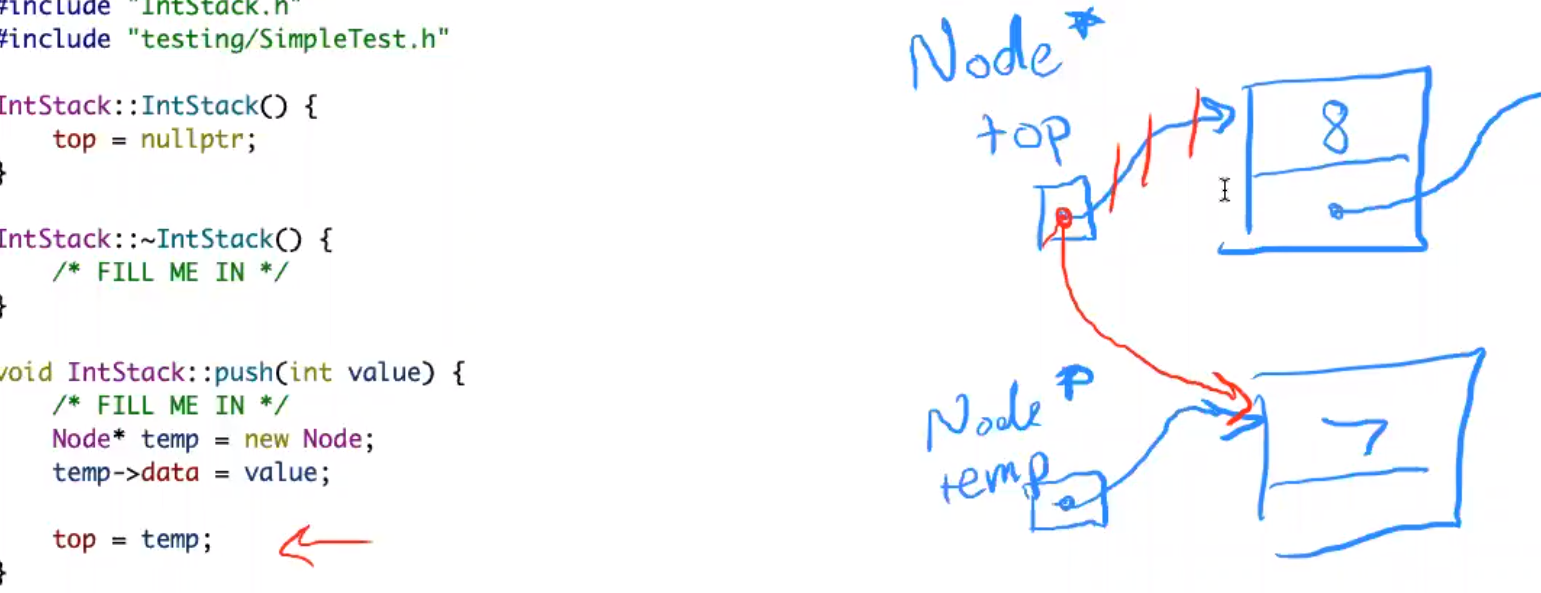 #include "IntStack.h"
#include "testing/SimpleTest.h"
IntStack::IntStack() {
top = nullptr;
}
IntStack::~IntStack() {
/* FILL ME IN */
}
void IntStack::push(int value) {
/* FILL ME IN */
Node* temp = new Node;
temp->data = value;
top = temp;
}
Node*
top
8
Node*
temp
7